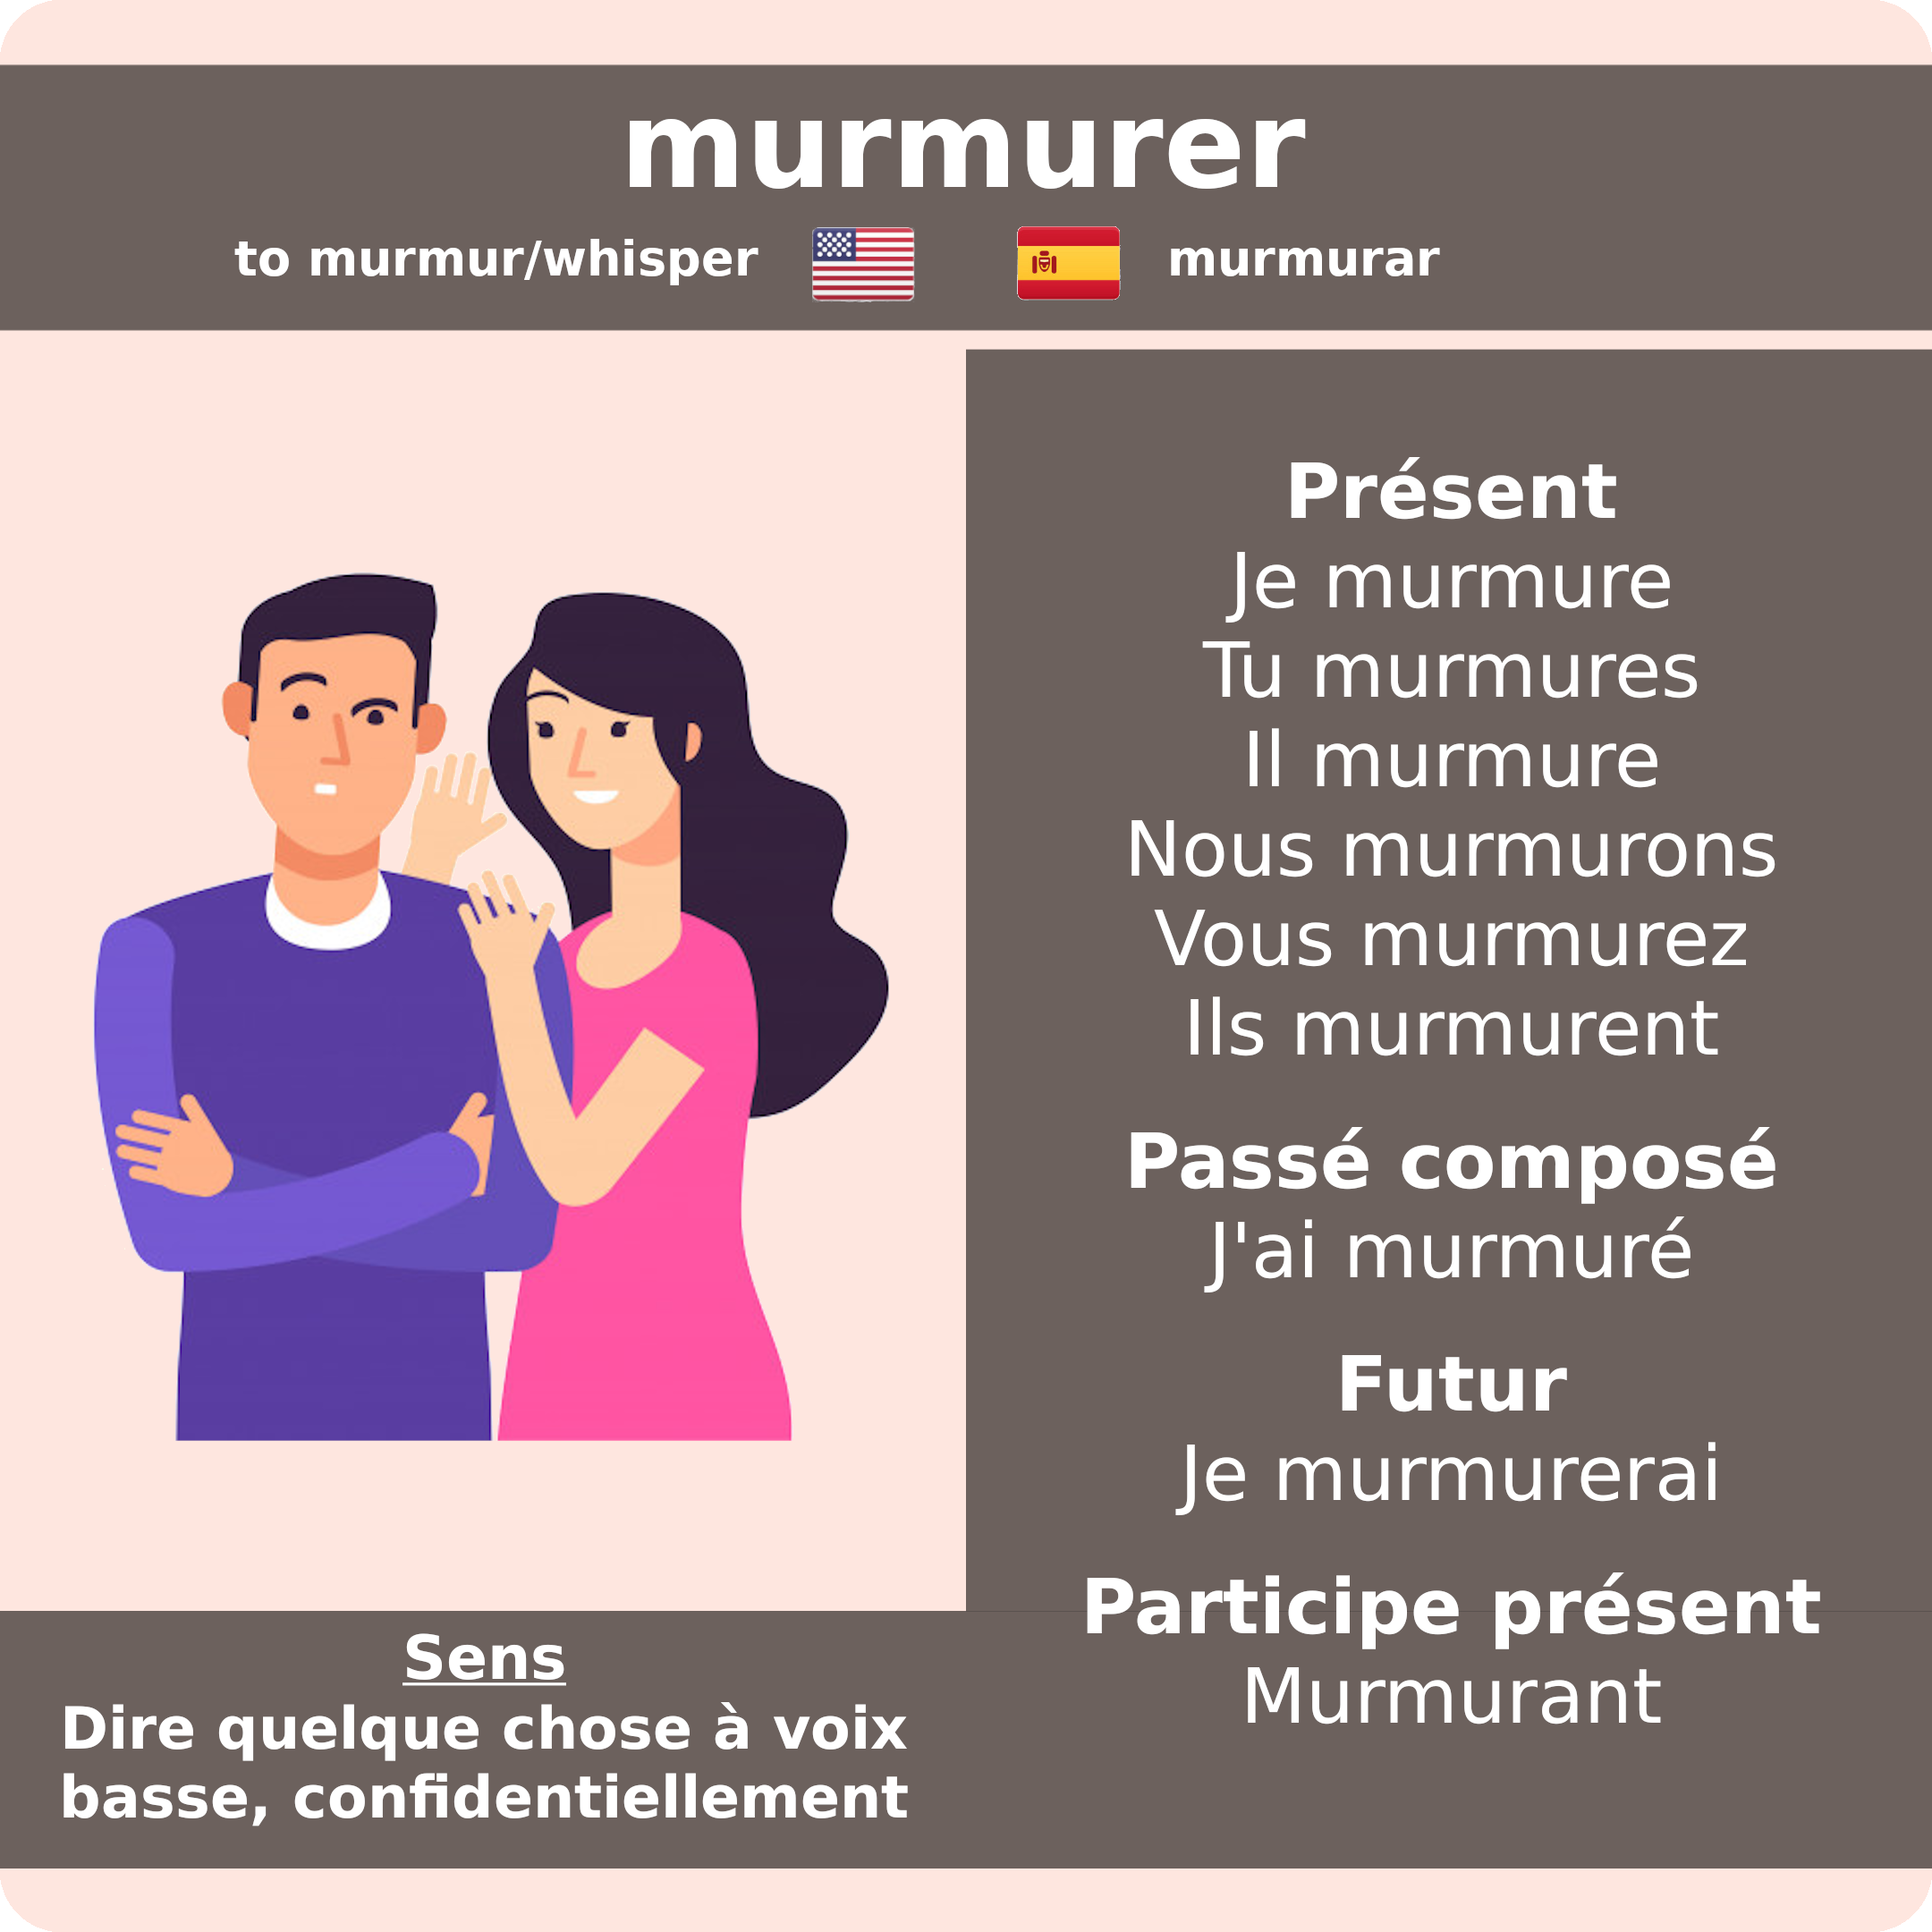 murmurer
to murmur/whisper
murmurar
Présent
Je murmure
Tu murmures
Il murmure
Nous murmurons
Vous murmurez
Ils murmurent
Passé composé
J'ai murmuré
Futur
Je murmurerai
Participe présent
Murmurant
Sens
Dire quelque chose à voix
basse, confidentiellement